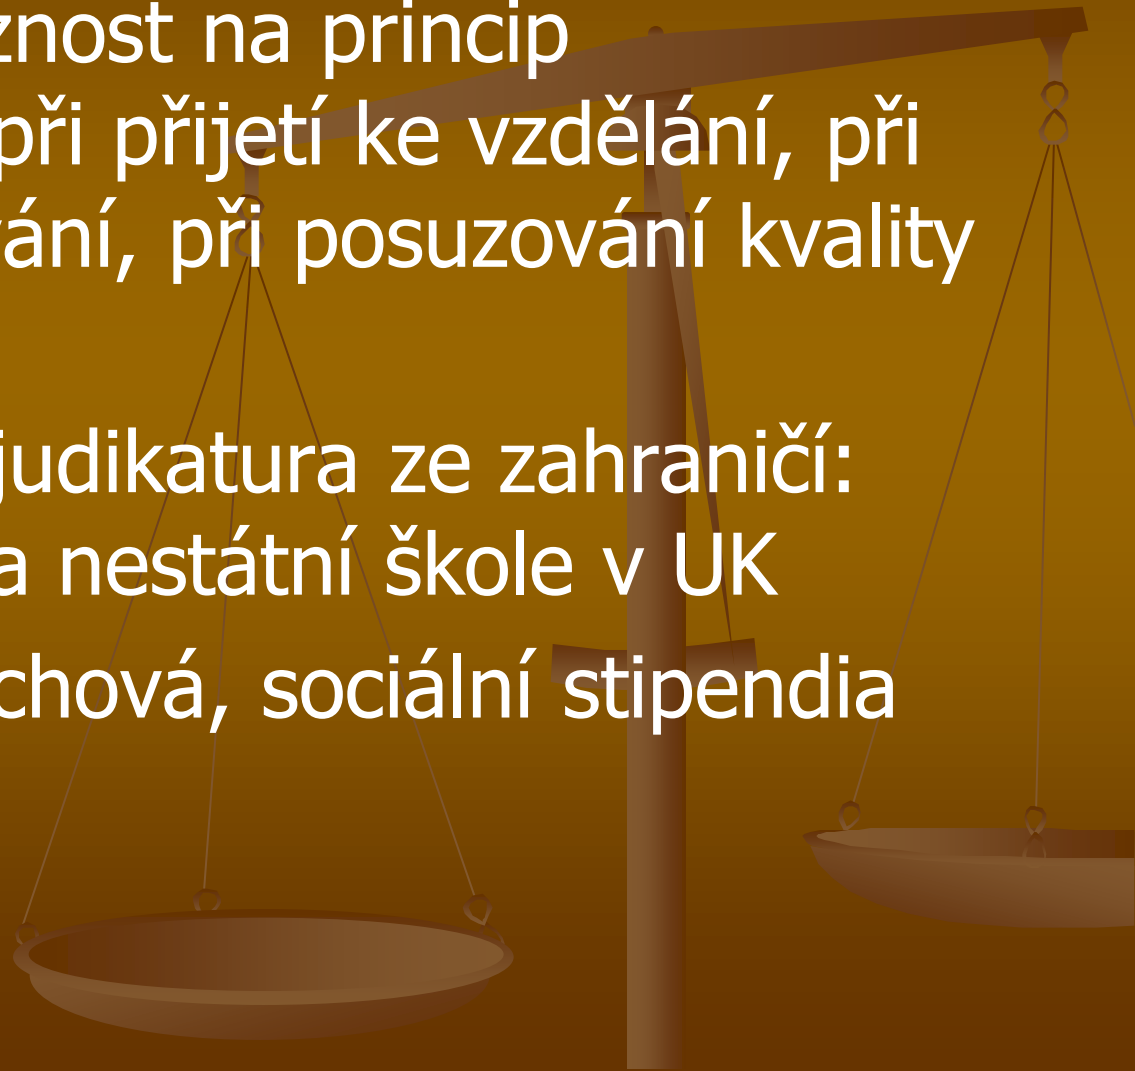 znost na princip
při přijetí ke vzdělání, při
vání, při posuzování kvality
judikatura ze zahraničí:
a nestátní škole v UK
chová, sociální stipendia